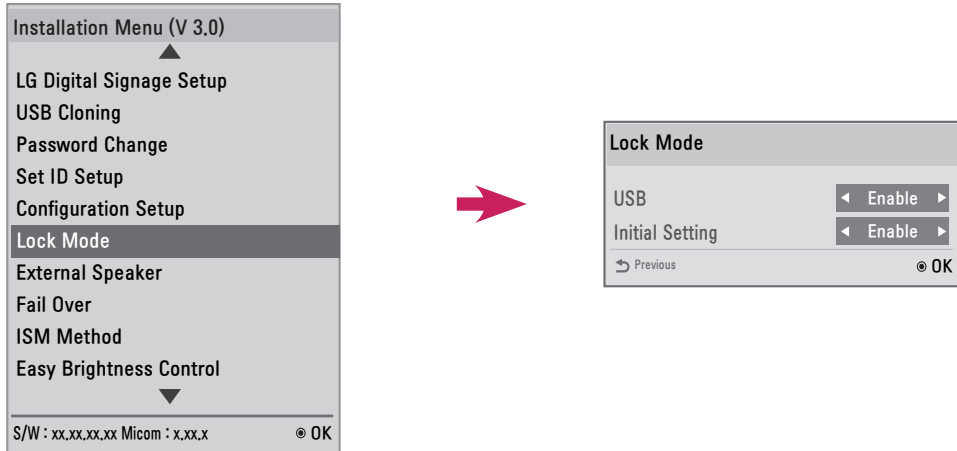 Installation Menu (V 3.0)
LG Digital Signage Setup
USB Cloning
Password Change
Set ID Setup
Configuration Setup
Lock Mode
External Speaker
Fail Over
ISM Method
Easy Brightness Control
S/W : xx.xx.xx.xx Micom : x.xx.x ◉ OK
Lock Mode
USB ◀ Enable ▶
Initial Setting ◀ Enable ▶
Previous ◉ OK